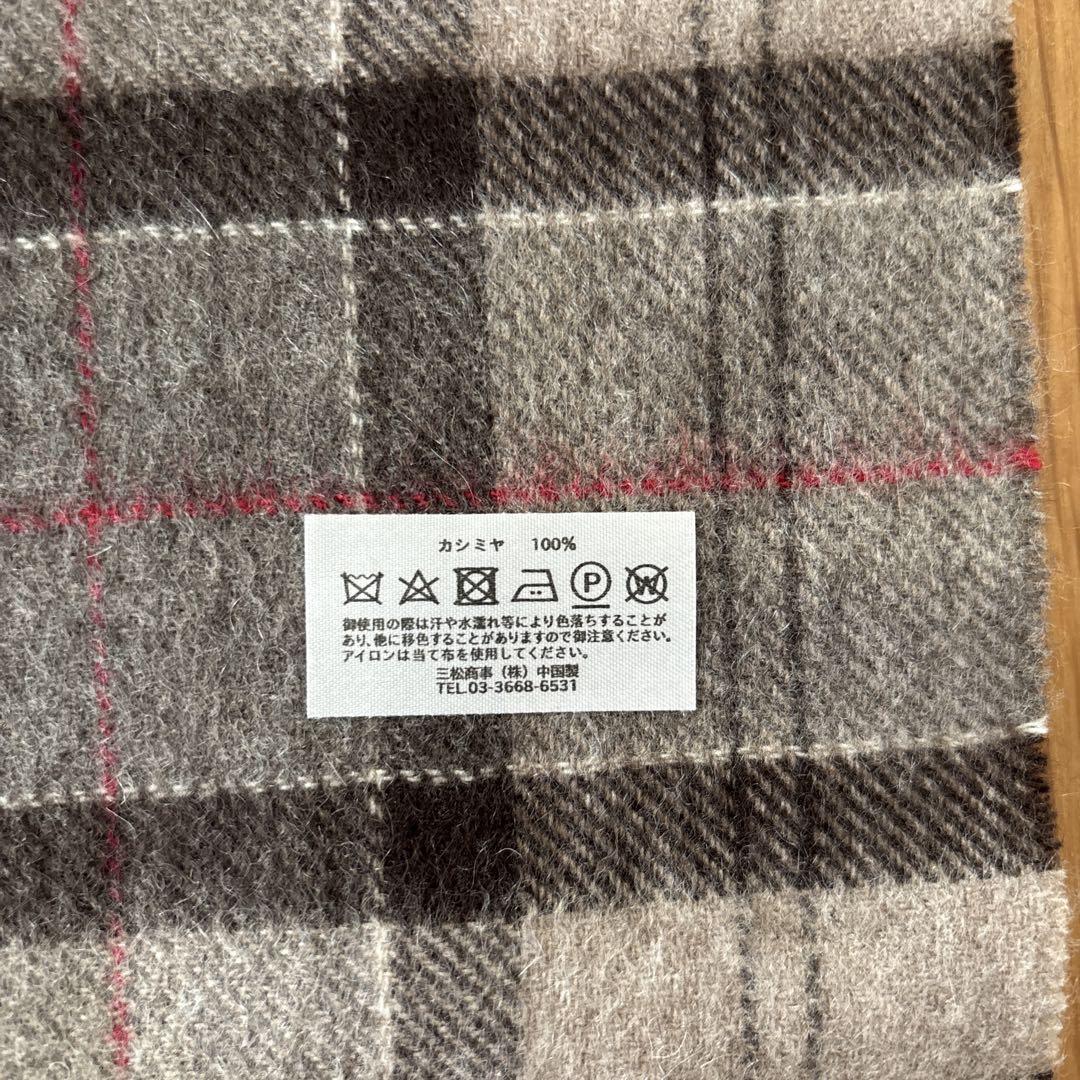 カシミヤ 100%
P W
御使用の際は汗や水濡れ等により色落ちすることが
あり、他に移色することがありますので御注意ください。
アイロンは当て布を使用してください。
三松商事（株）中国製
TEL.03-3668-6531